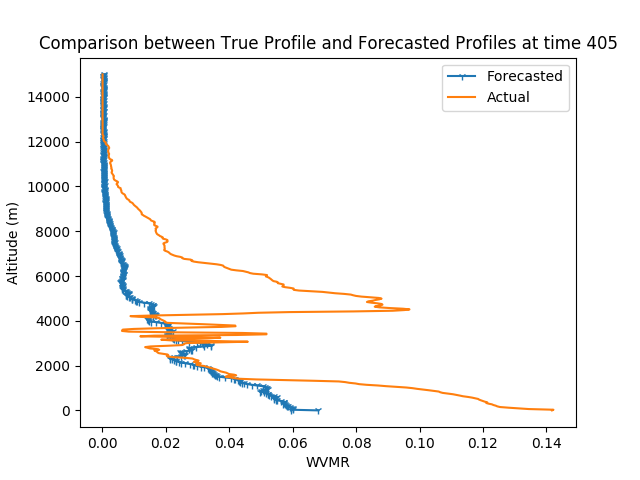 Comparison between True Profile and Forecasted Profiles at time 405
Forecasted
Actual
14000
12000
10000
8000
6000
4000
2000
0
Altitude (m)
0.00 0.02 0.04 0.06 0.08 0.10 0.12 0.14
WVMR